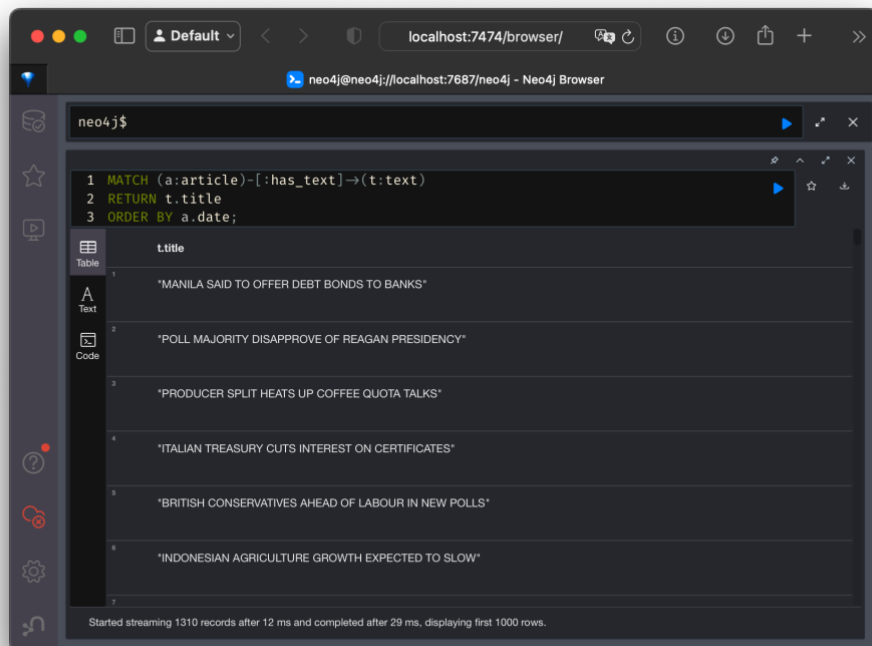 Default
localhost:7474/browser/
neo4j@neo4j://localhost:7687/neo4j - Neo4j Browser
neo4j$
1 MATCH (a:article)-[:has_text]→(t:text)
2 RETURN t.title
3 ORDER BY a.date;
Table
t.title
1
"MANILA SAID TO OFFER DEBT BONDS TO BANKS"
A
Text
2
"POLL MAJORITY DISAPPROVE OF REAGAN PRESIDENCY"
Code
3
"PRODUCER SPLIT HEATS UP COFFEE QUOTA TALKS"
4
"ITALIAN TREASURY CUTS INTEREST ON CERTIFICATES"
5
"BRITISH CONSERVATIVES AHEAD OF LABOUR IN NEW POLLS"
6
"INDONESIAN AGRICULTURE GROWTH EXPECTED TO SLOW"
7
Started streaming 1310 records after 12 ms and completed after 29 ms, displaying first 1000 rows.